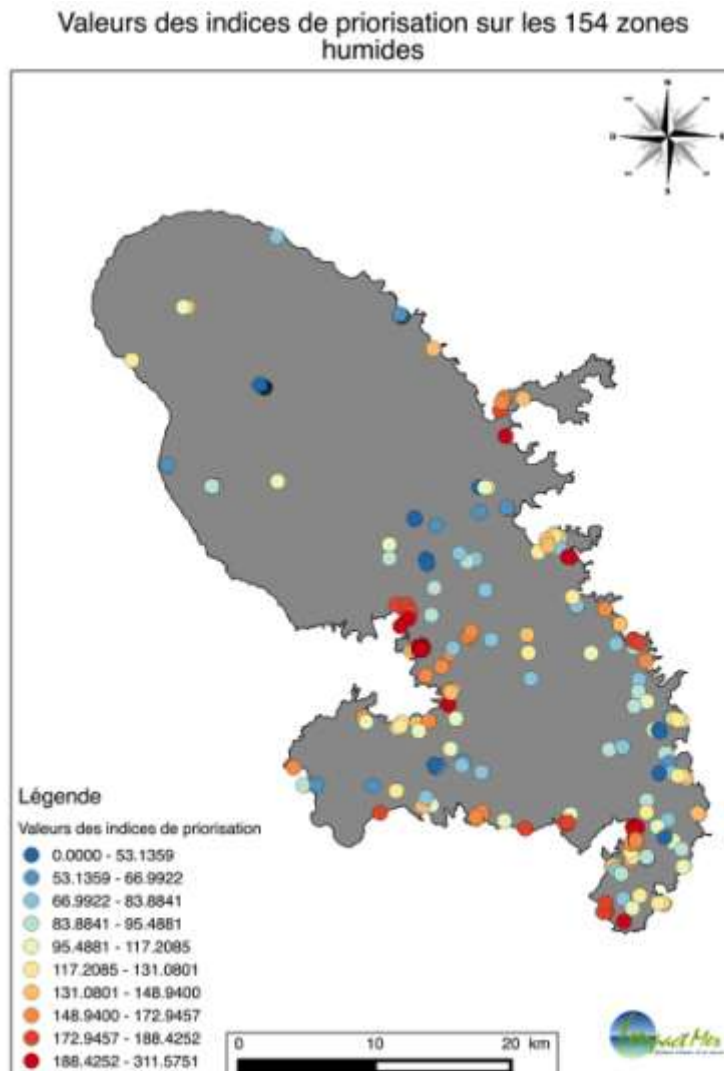 Valeurs des indices de priorisation sur les 154 zones
humides
N
Légende
Valeurs des indices de priorisation
0.0000 - 53.1359
53.1359 - 66.9922
66.9922 - 83.8841
83.8841 - 95.4881
95.4881 - 117.2085
117.2085 - 131.0801
131.0801 - 148.9400
148.9400 - 172.9457
172.9457 - 188.4252
188.4252 - 311.5751
0 10 20 km
Impact Mer